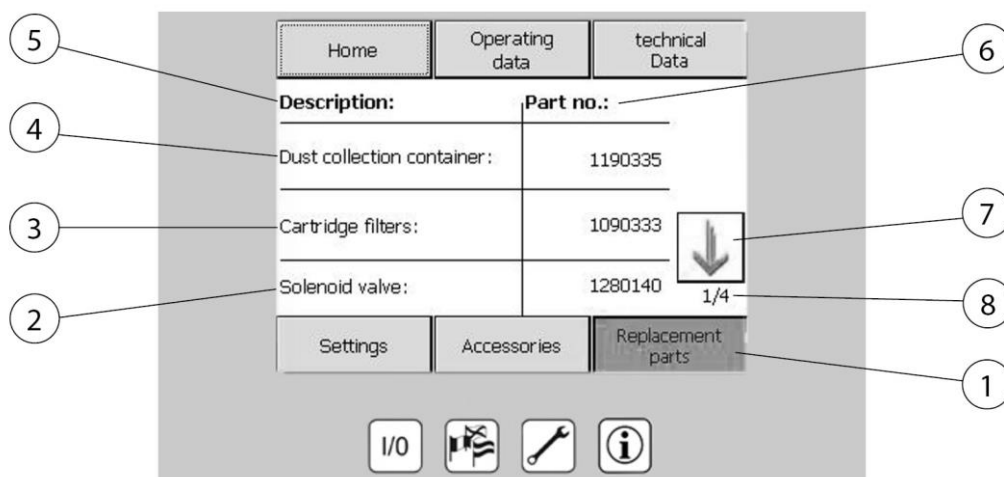 5
6
4
3
7
2
8
1
Home
Operating
data
technical
Data
Description:
Part no.:
Dust collection container:
1190335
Cartridge filters:
1090333
Solenoid valve:
1280140
1/4
Settings
Accessories
Replacement
parts
I/0
i